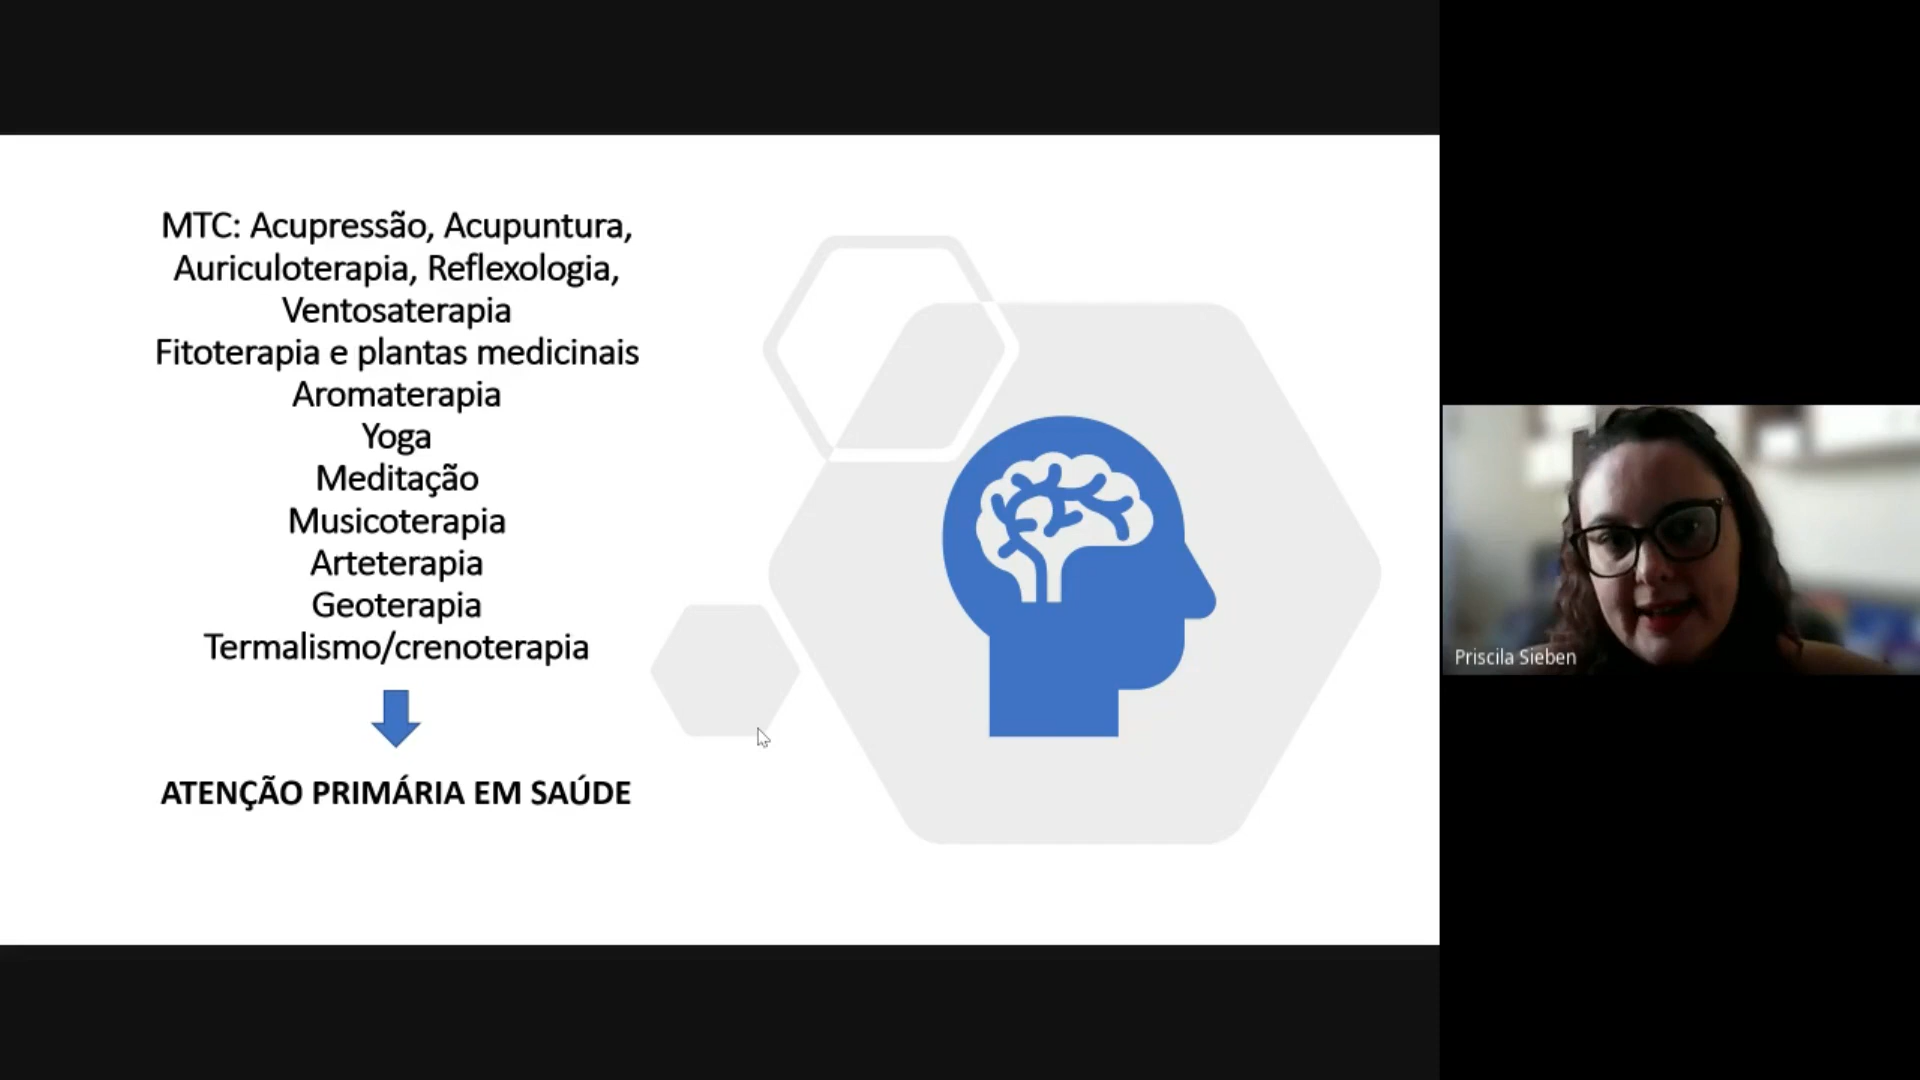 MTC: Acupressão, Acupuntura,
Auriculoterapia, Reflexologia,
Ventosaterapia
Fitoterapia e plantas medicinais
Aromaterapia
Yoga
Meditação
Musicoterapia
Arteterapia
Geoterapia
Termalismo/crenoterapia
ATENÇÃO PRIMÁRIA EM SAÚDE
Priscila Sieben